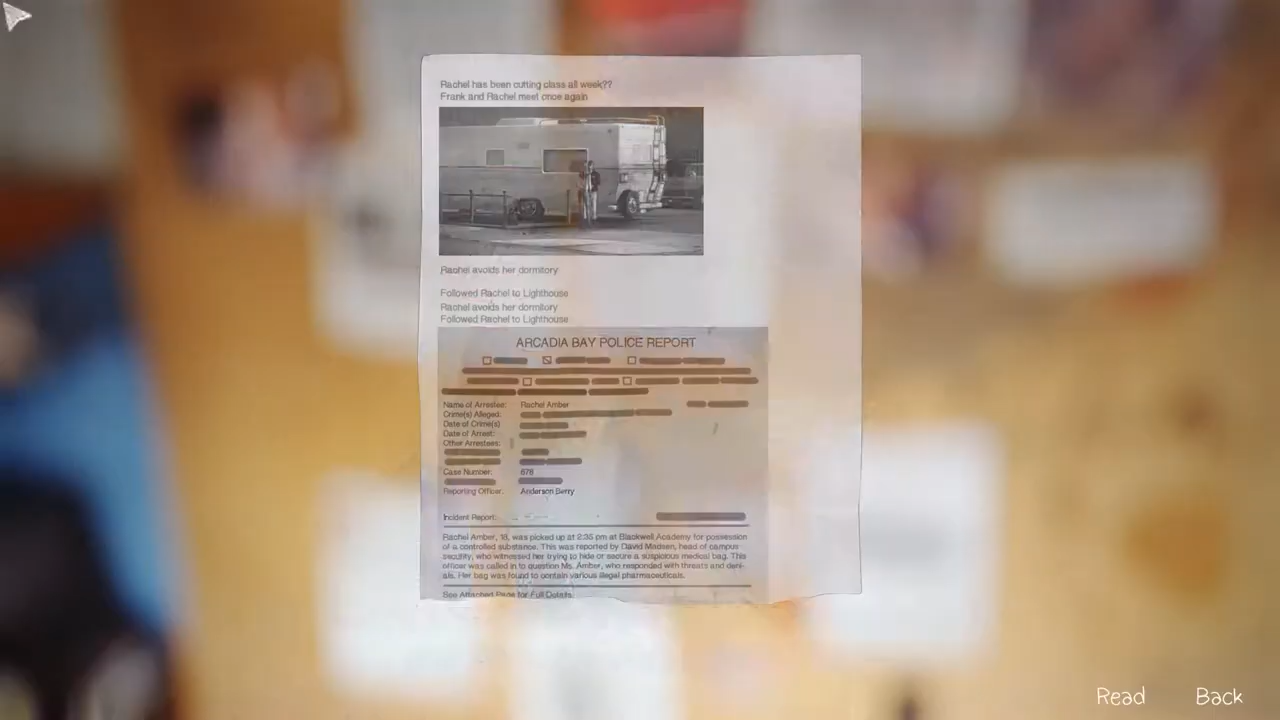 Rachel has been cutting class all week??
Frank and Rachel meet once again
Rachel avoids her dormitory
Followed Rachel to Lighthouse
Rachel avoids her dormitory
Followed Rachel to Lighthouse
ARCADIA BAY POLICE REPORT
Name of Arrestee: Rachel Amber
Crime(s) Alleged:
Date of Crime(s)
Date of Arrest:
Other Arrestees:
Case Number: 678
Reporting Officer: Anderson Berry
Incident Report:
Rachel Amber, 18, was picked up at 2:35 pm at Blackwell Academy for possession
of a controlled substance. This was reported by David Madsen, head of campus
security, who witnessed her trying to hide or secure a suspicious medical bag. This
officer was called in to question Ms. Amber, who responded with threats and deni-
als. Her bag was found to contain various illegal pharmaceuticals.
See Attached Page for Full Details:
Read Back